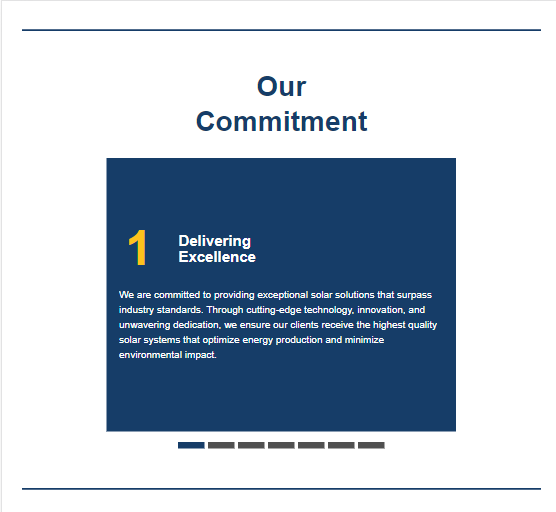 Our
Commitment
1
Delivering
Excellence
We are committed to providing exceptional solar solutions that surpass
industry standards. Through cutting-edge technology, innovation, and
unwavering dedication, we ensure our clients receive the highest quality
solar systems that optimize energy production and minimize
environmental impact.